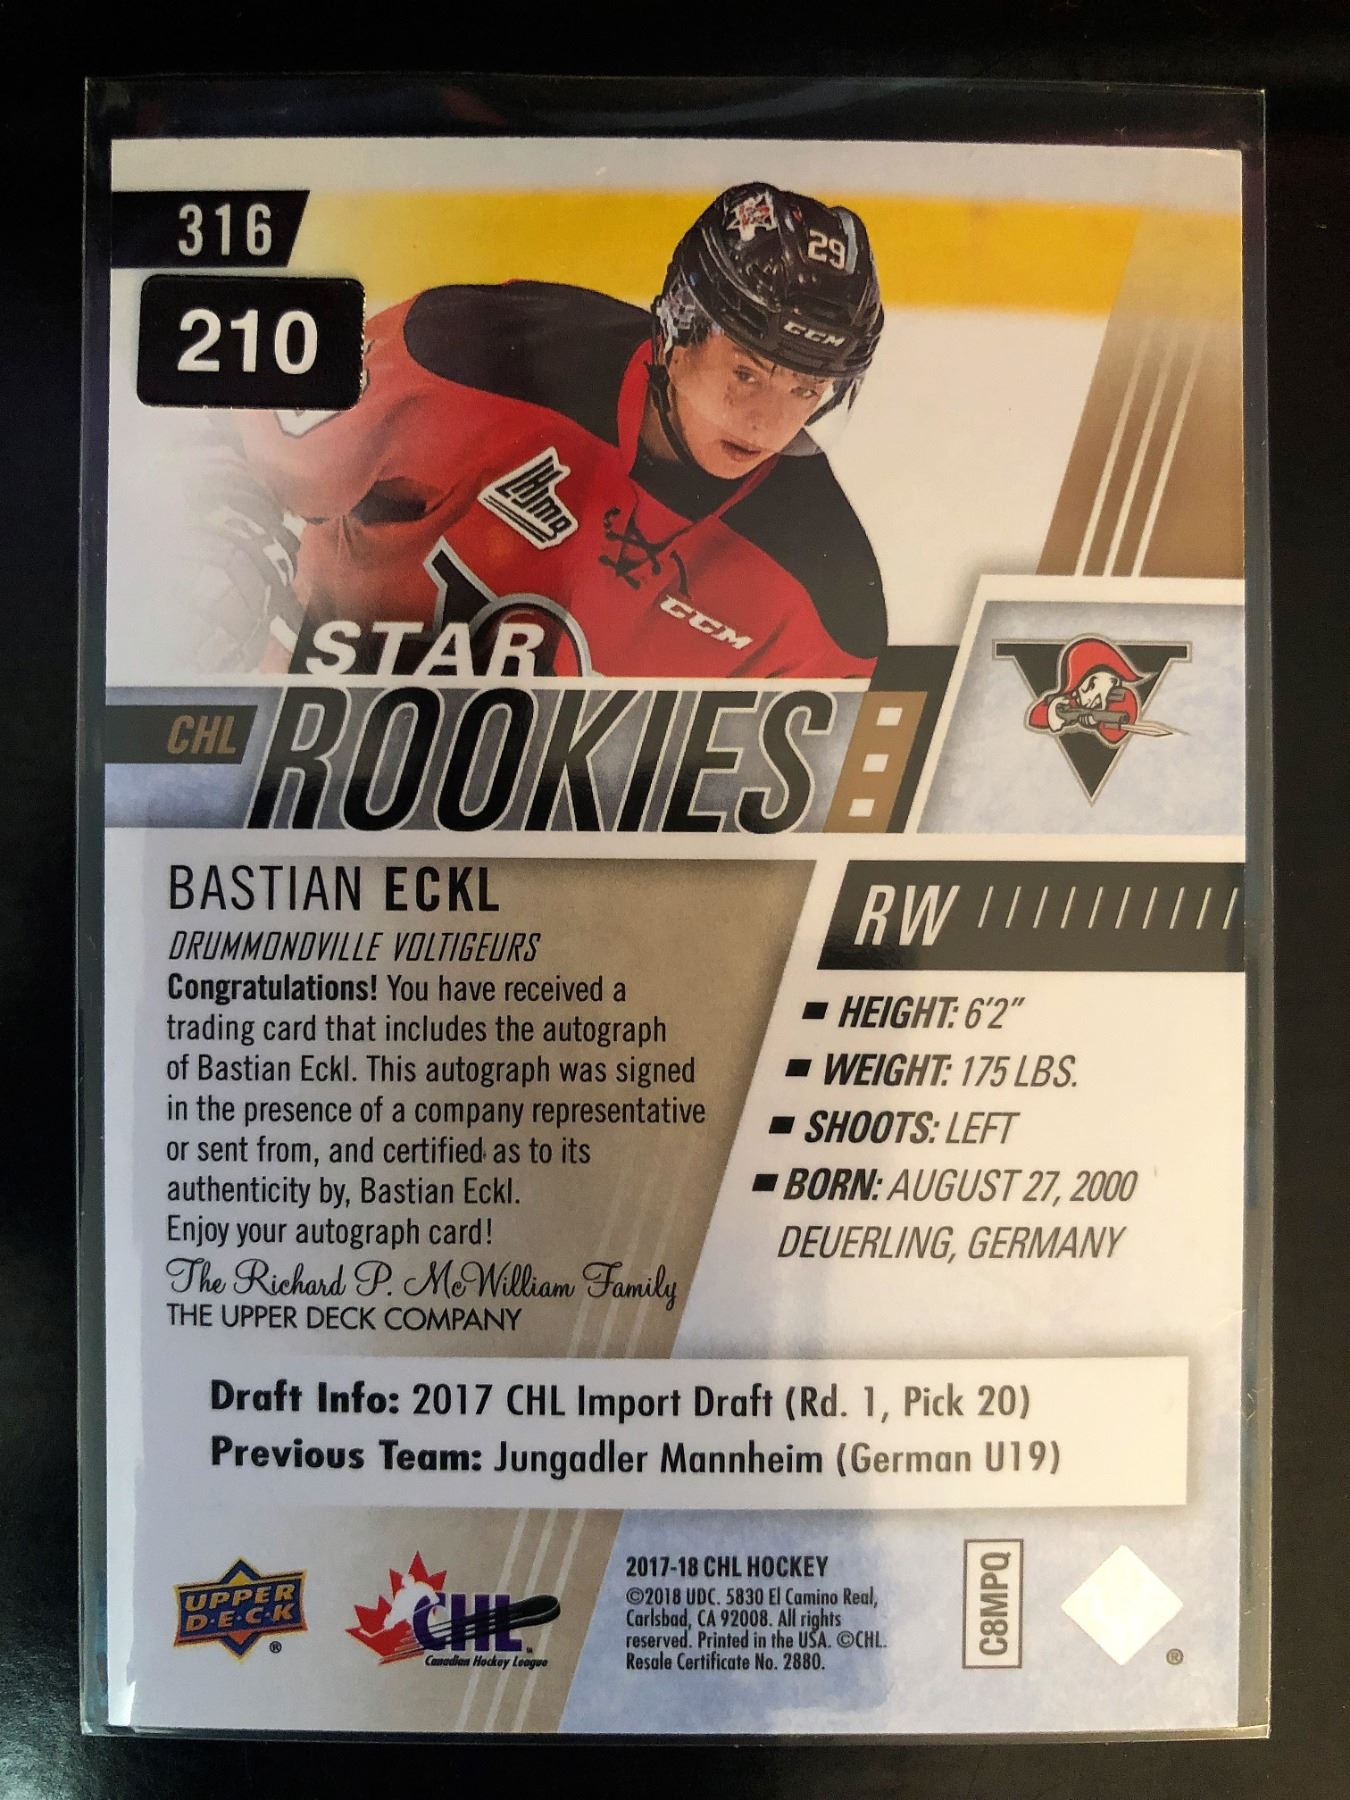 316
210
29
CCM
LHJMQ
CCM
STAR
CHL ROOKIES
BASTIAN ECKL
DRUMMONDVILLE VOLTIGEURS
Congratulations! You have received a
trading card that includes the autograph
of Bastian Eckl. This autograph was signed
in the presence of a company representative
or sent from, and certified as to its
authenticity by, Bastian Eckl.
Enjoy your autograph card!
The Richard P. McWilliam Family
THE UPPER DECK COMPANY
RW
HEIGHT: 6'2"
WEIGHT: 175 LBS.
SHOOTS: LEFT
BORN: AUGUST 27, 2000
DEUERLING, GERMANY
Draft Info: 2017 CHL Import Draft (Rd. 1, Pick 20)
Previous Team: Jungadler Mannheim (German U19)
UPPER
D·E·C·K
®
CHL™
Canadian Hockey League
2017-18 CHL HOCKEY
©2018 UDC. 5830 El Camino Real,
Carlsbad, CA 92008. All rights
reserved. Printed in the USA. ©CHL.
Resale Certificate No. 2880.
C8MPQ
®